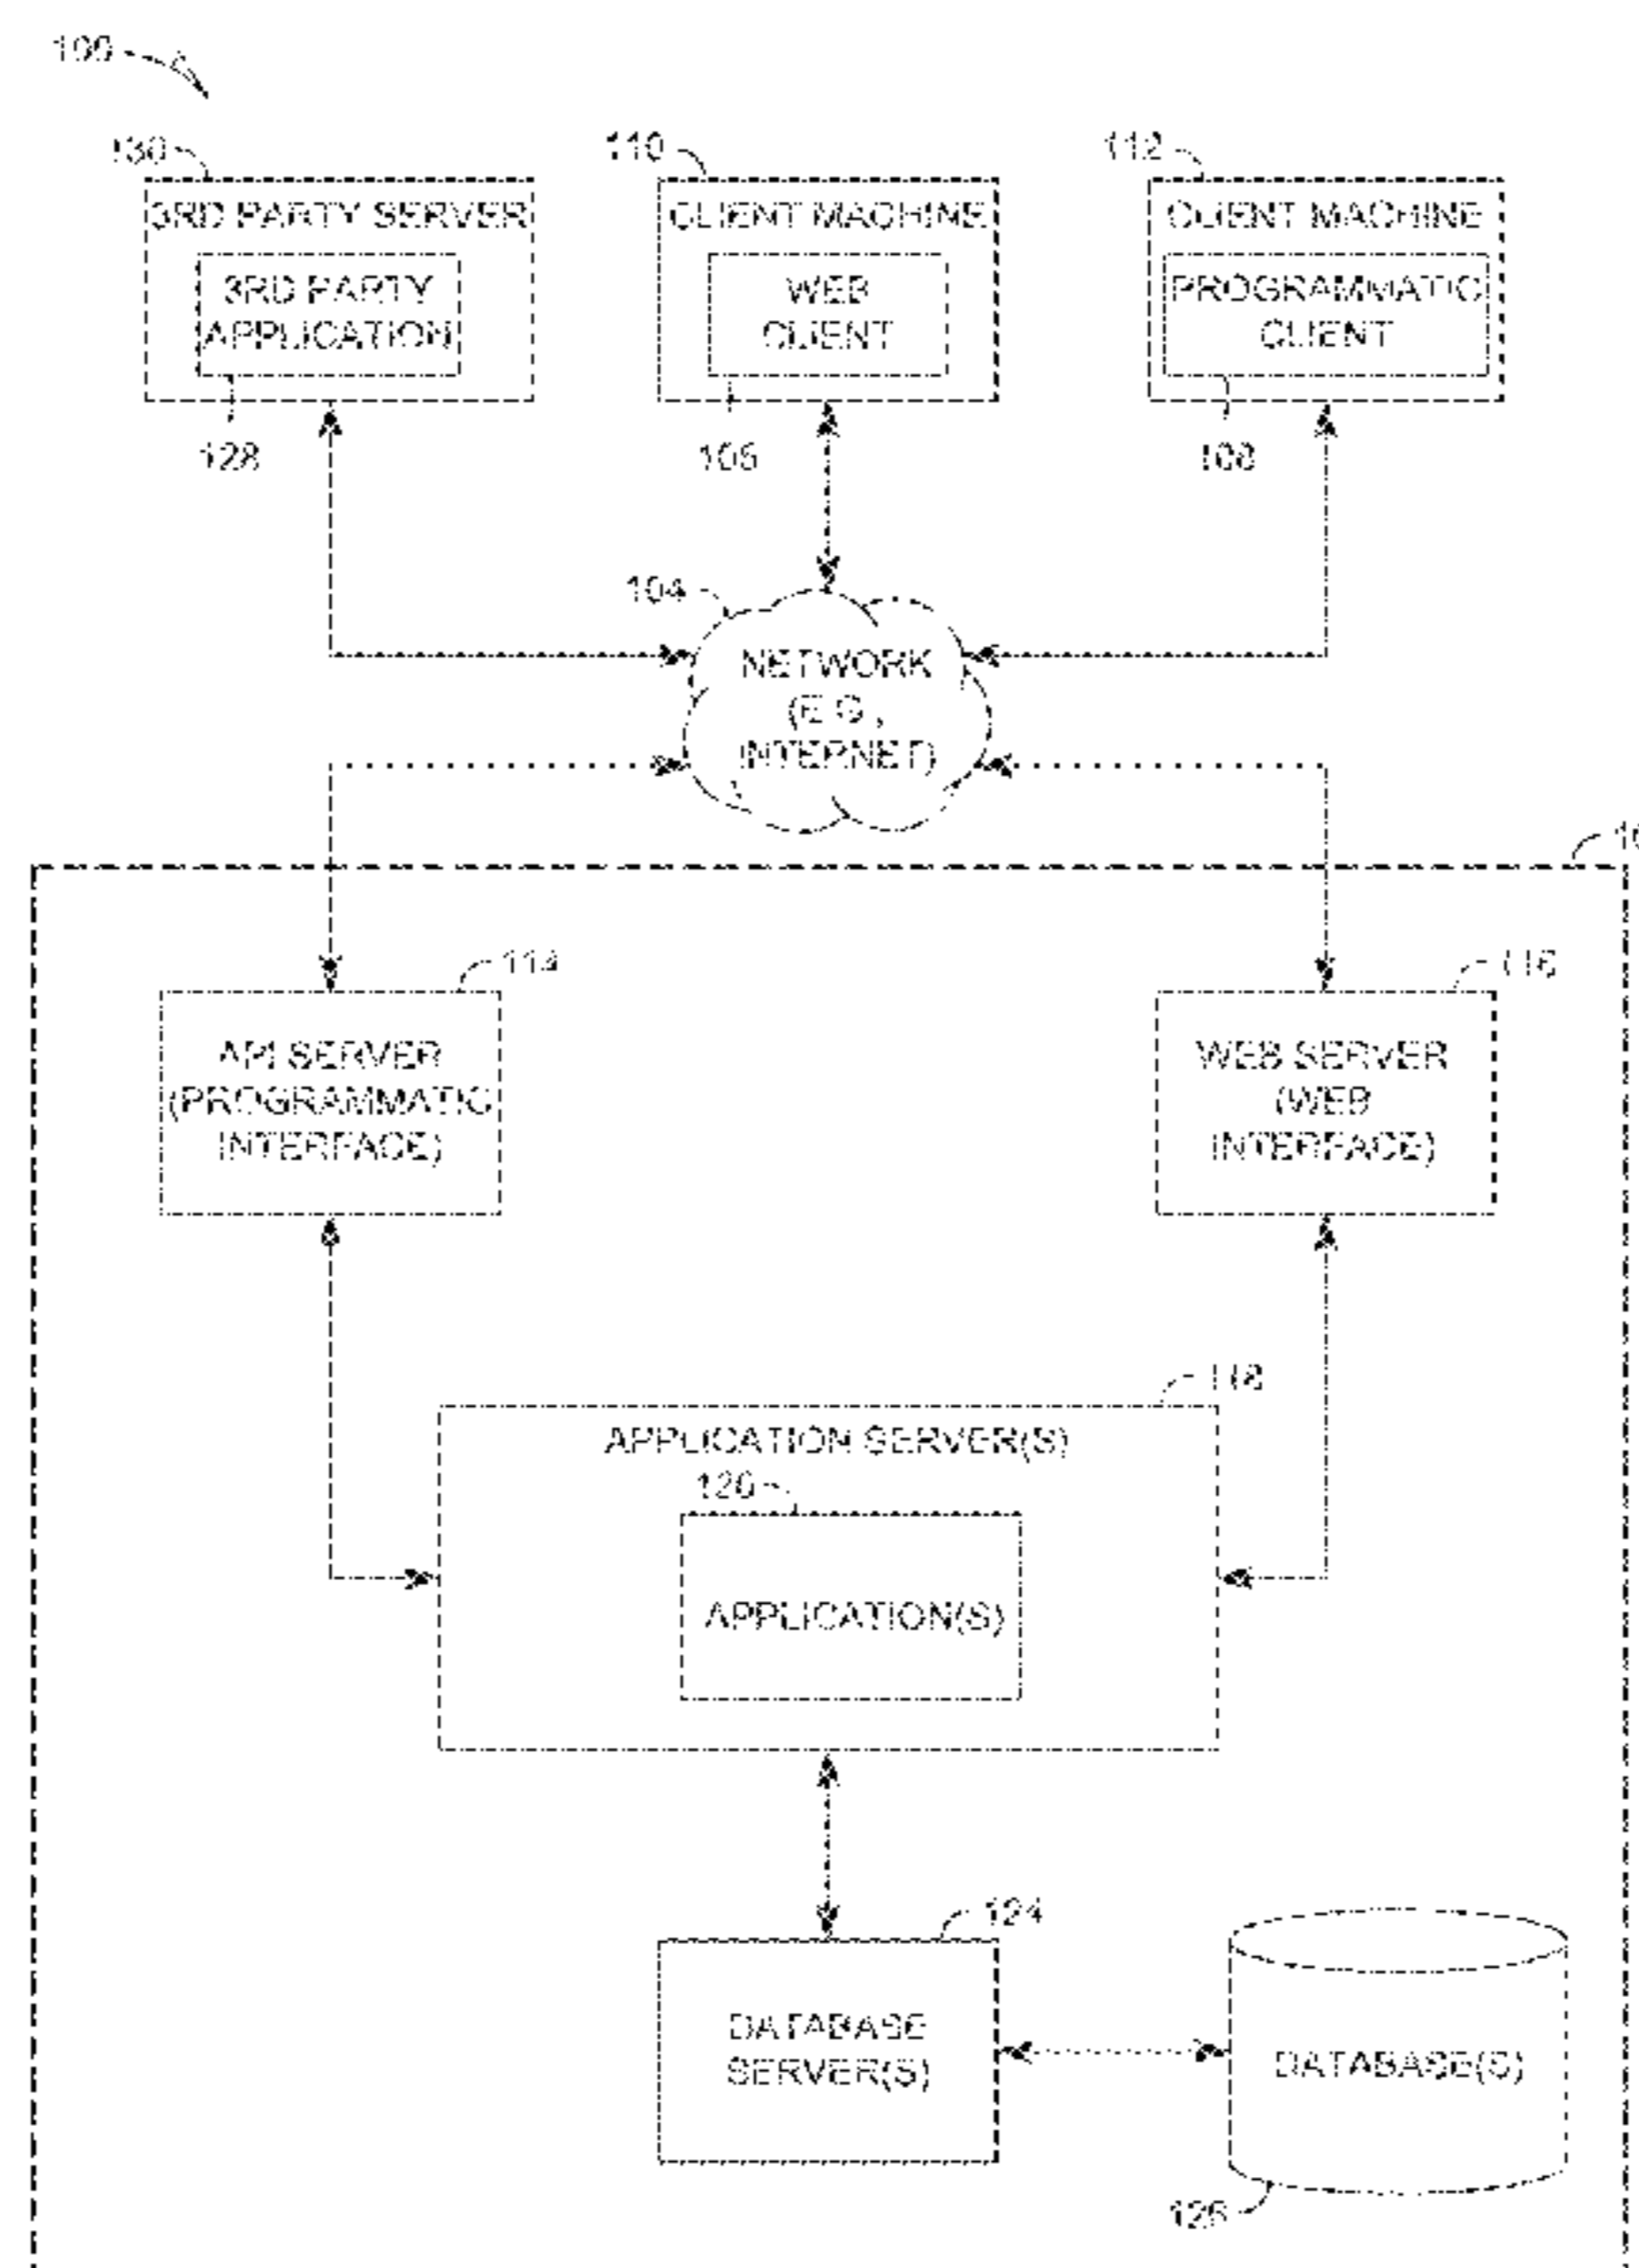 100
130
110
112
3RD PARTY SERVER
CLIENT MACHINE
CLIENT MACHINE
3RD PARTY
APPLICATION
WEB
CLIENT
PROGRAMMATIC
CLIENT
128
106
108
104
NETWORK
(E.G.,
INTERNET)
114
116
API SERVER
(PROGRAMMATIC
INTERFACE)
WEB SERVER
(WEB
INTERFACE)
118
APPLICATION SERVER(S)
120
APPLICATION(S)
124
DATABASE
SERVER(S)
DATABASE(S)
126